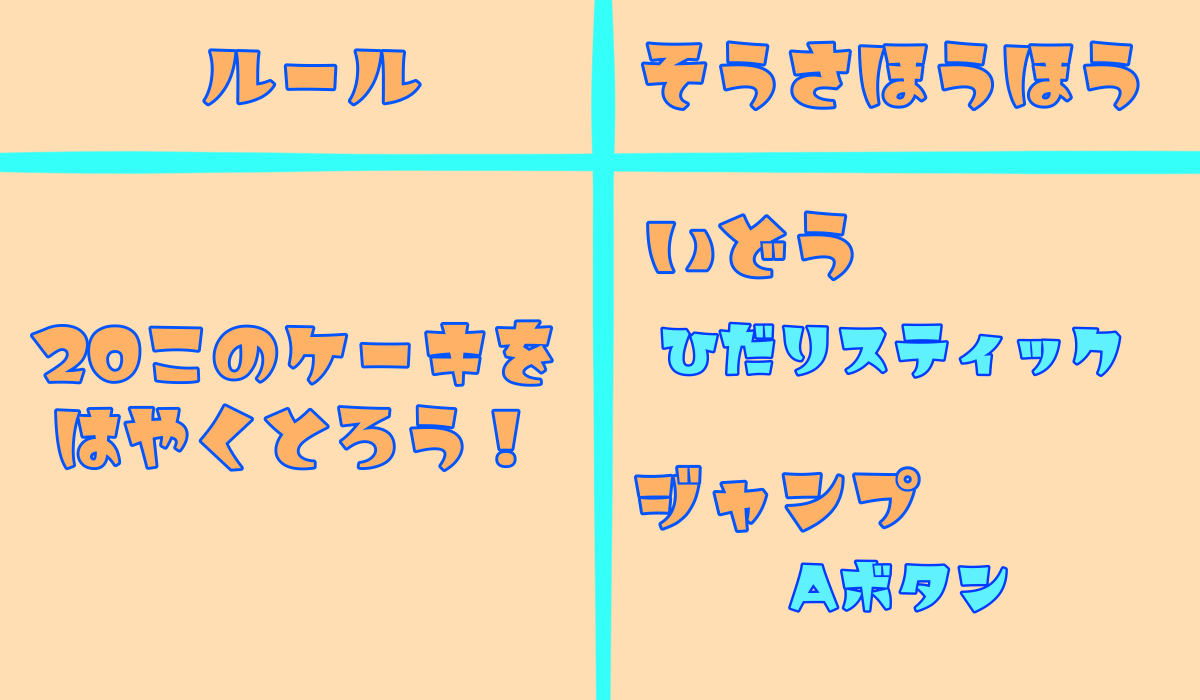 ルール
20このケーキを
はやくとろう！
そうさほうほう
いどう
ひだりスティック
ジャンプ
Aボタン